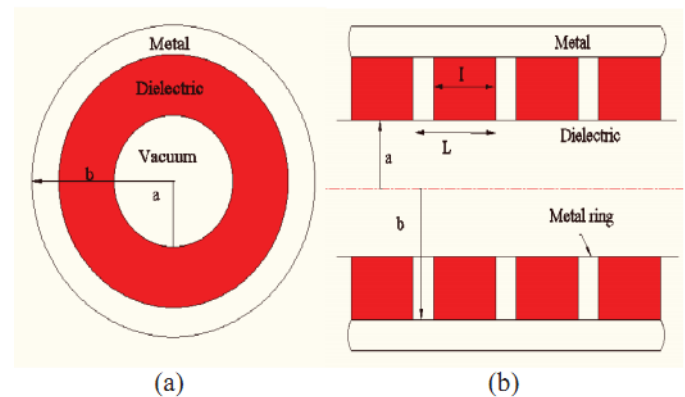 Metal
Dielectric
Vacuum
b
a
(a)
Metal
I
L
Dielectric
a
b
Metal ring
(b)